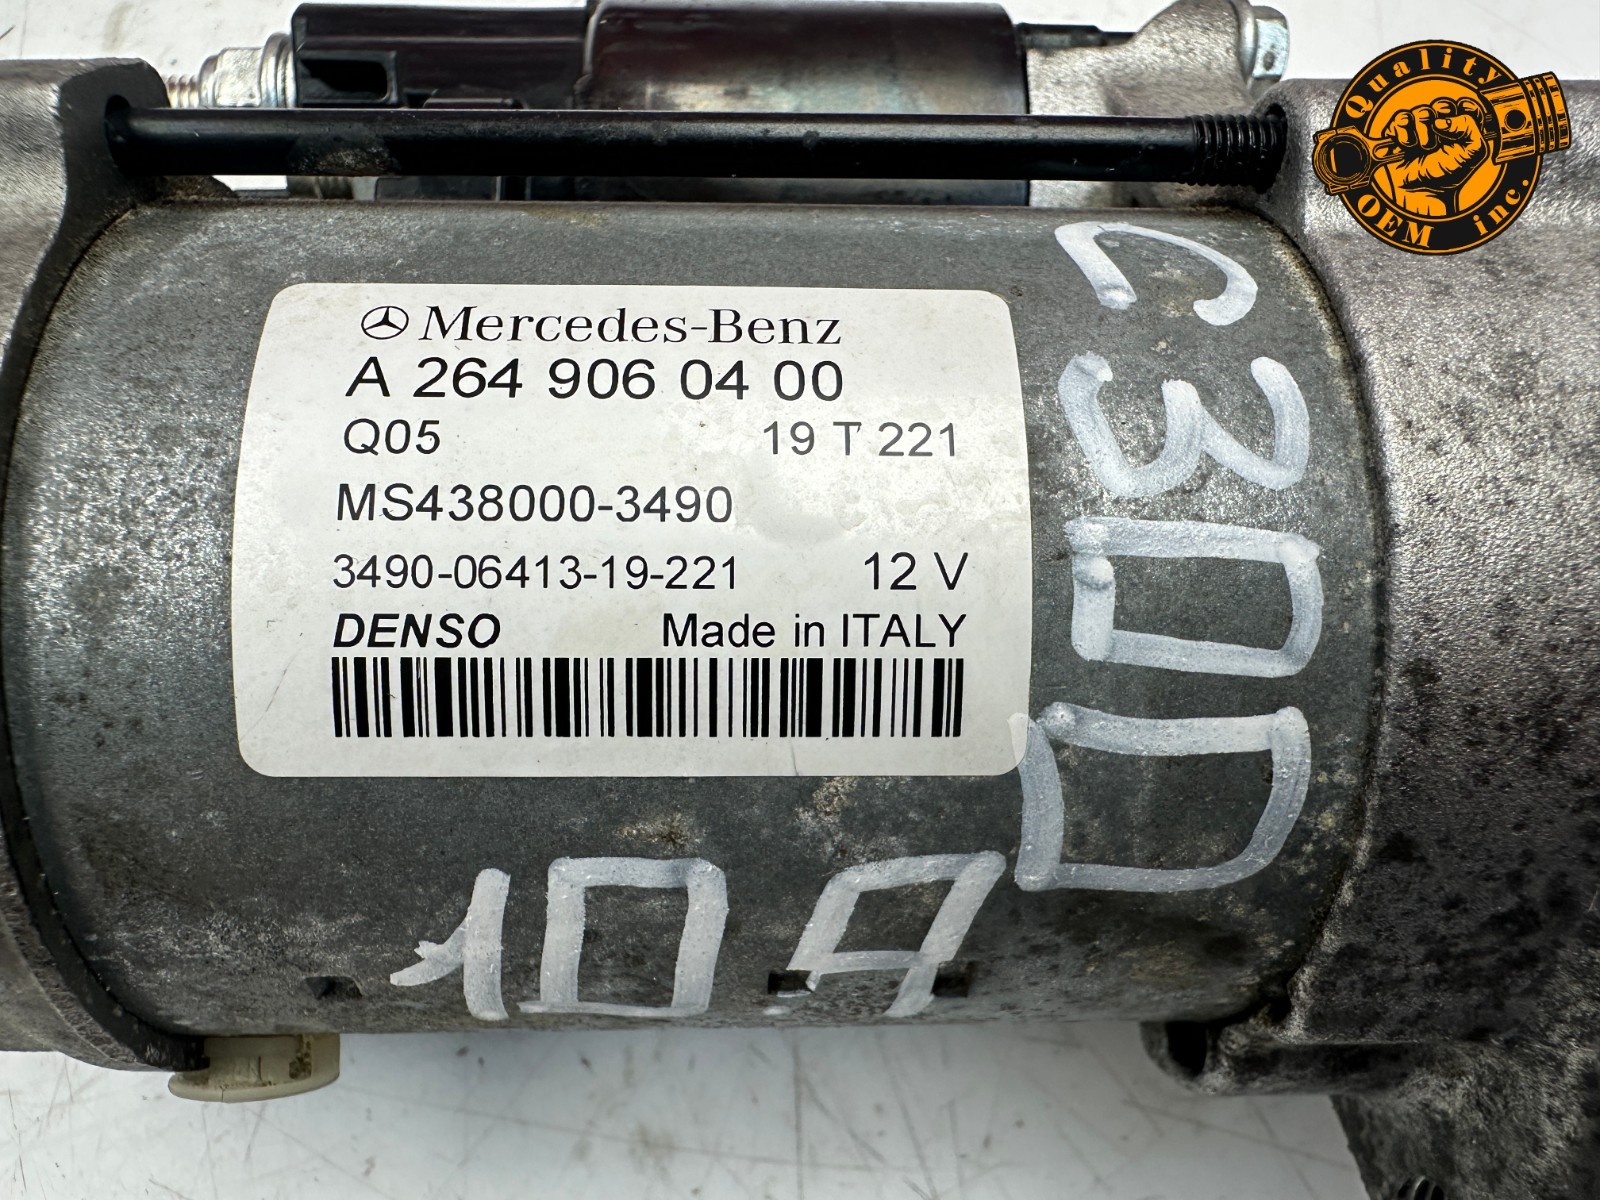 Quality
OEM inc.
Mercedes-Benz
A 264 906 04 00
Q05 19 T 221
MS438000-3490
3490-06413-19-221 12 V
DENSO Made in ITALY
C300
10A